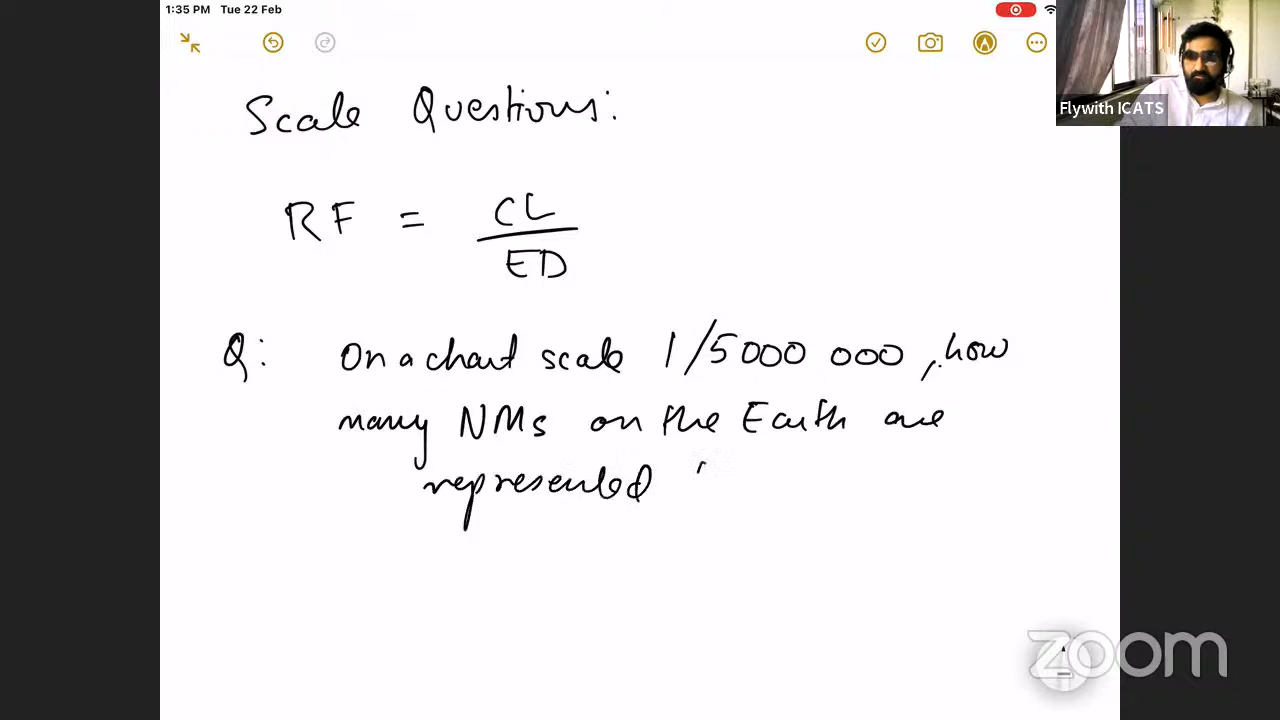 1:35 PM Tue 22 Feb
Flywith ICATS
Scale Questions:
RF = CL
ED
Q: On a chart scale 1/5000 000, how
many NMs on the Earth are
represented
zoom